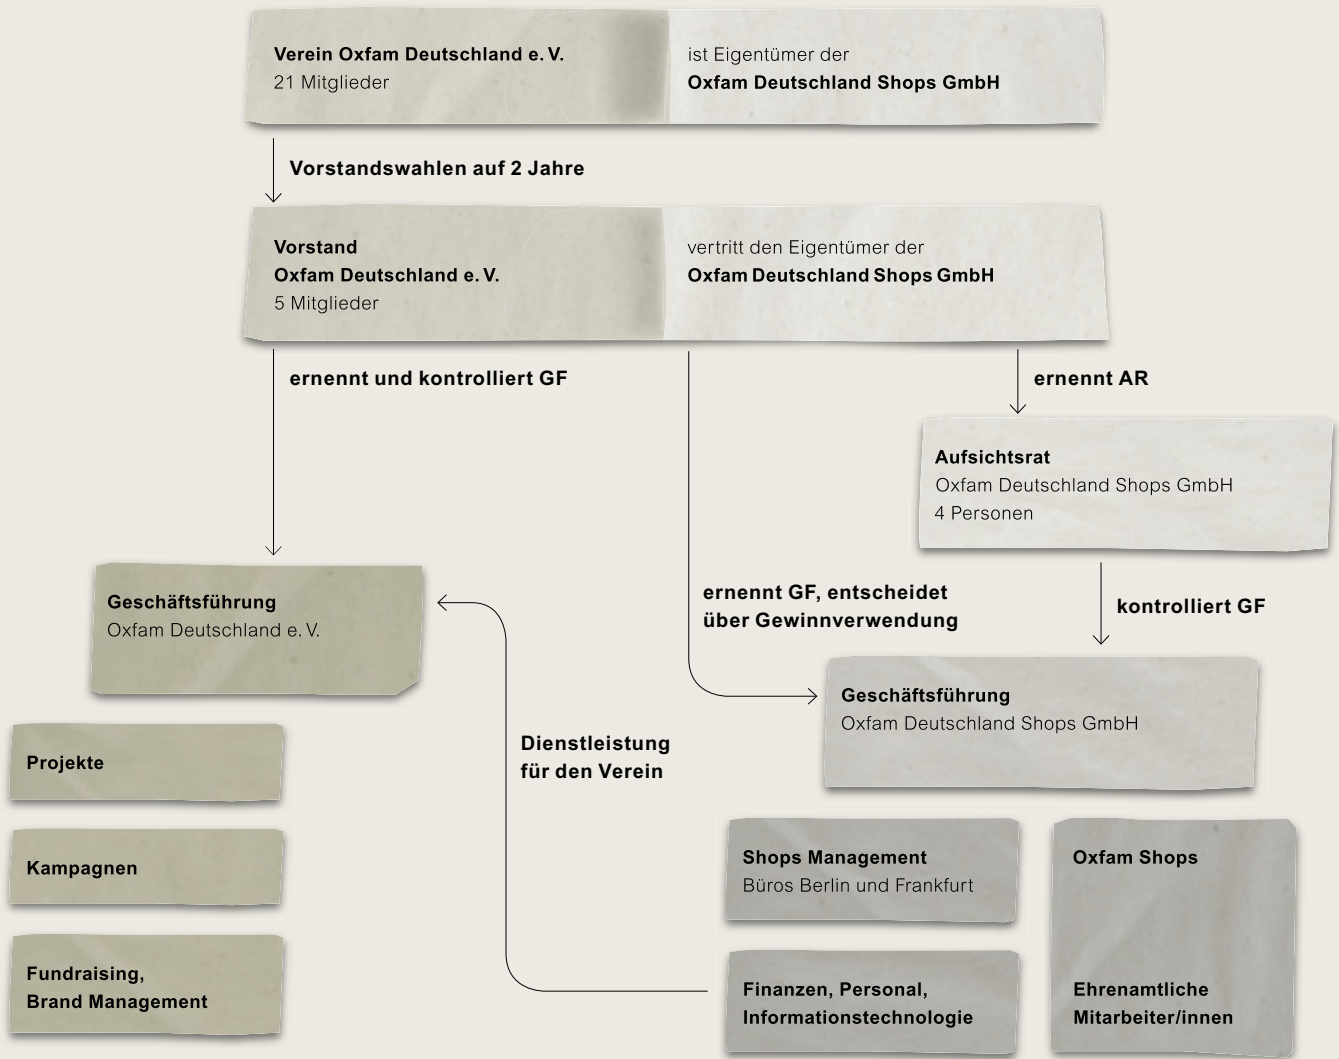 Verein Oxfam Deutschland e. V.
21 Mitglieder
ist Eigentümer der
Oxfam Deutschland Shops GmbH
Vorstandswahlen auf 2 Jahre
Vorstand
Oxfam Deutschland e. V.
5 Mitglieder
vertritt den Eigentümer der
Oxfam Deutschland Shops GmbH
ernennt und kontrolliert GF
ernennt AR
Aufsichtsrat
Oxfam Deutschland Shops GmbH
4 Personen
ernennt GF, entscheidet
über Gewinnverwendung
kontrolliert GF
Geschäftsführung
Oxfam Deutschland e. V.
Geschäftsführung
Oxfam Deutschland Shops GmbH
Dienstleistung
für den Verein
Projekte
Kampagnen
Fundraising,
Brand Management
Shops Management
Büros Berlin und Frankfurt
Finanzen, Personal,
Informationstechnologie
Oxfam Shops
Ehrenamtliche
Mitarbeiter/innen